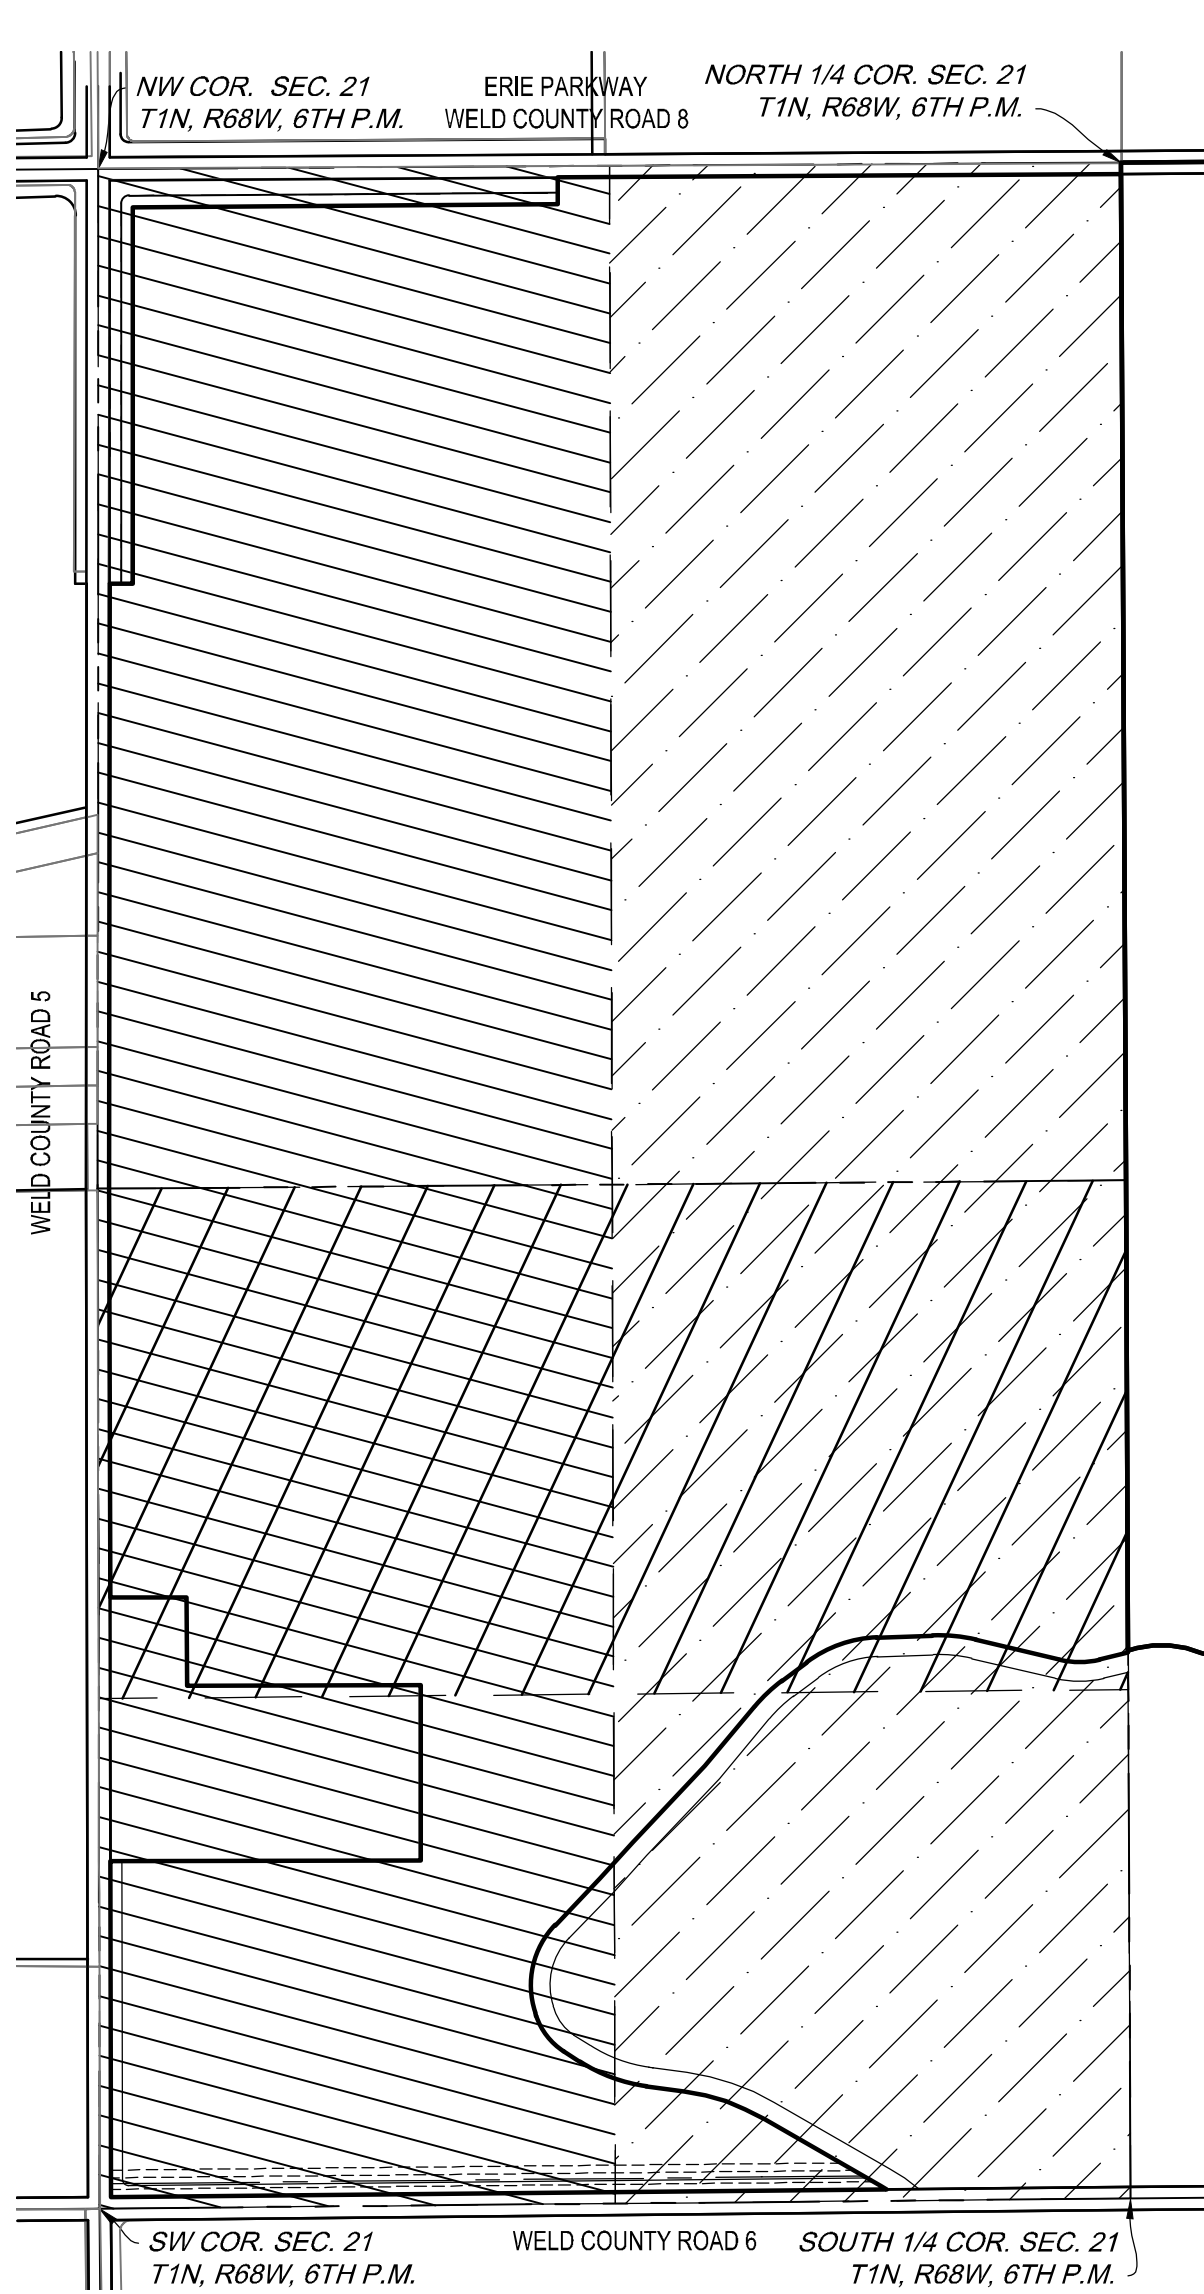 NW COR. SEC. 21
T1N, R68W, 6TH P.M.
ERIE PARKWAY
WELD COUNTY ROAD 8
NORTH 1/4 COR. SEC. 21
T1N, R68W, 6TH P.M.
WELD COUNTY ROAD 5
SW COR. SEC. 21
T1N, R68W, 6TH P.M.
WELD COUNTY ROAD 6
SOUTH 1/4 COR. SEC. 21
T1N, R68W, 6TH P.M.